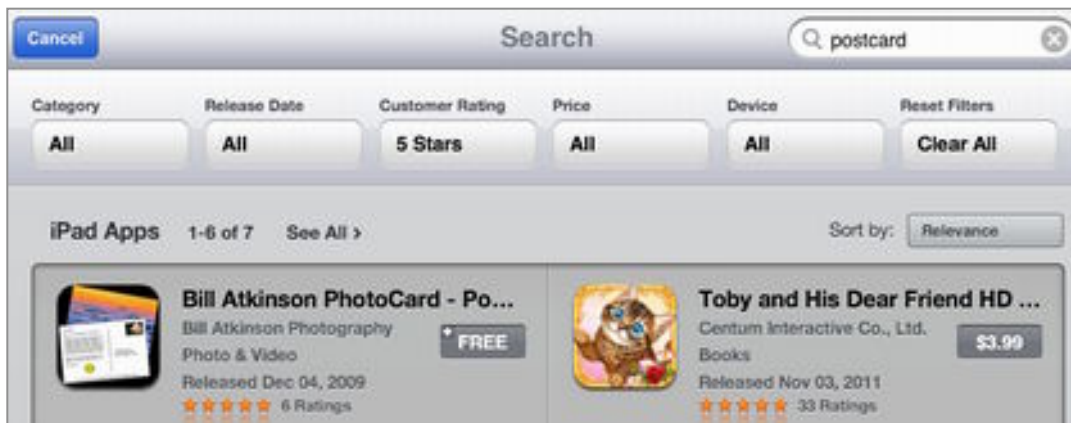 Cancel
Search
postcard
Category
Release Date
Customer Rating
Price
Device
Reset Filters
All
All
5 Stars
All
All
Clear All
iPad Apps 1-6 of 7 See All ›
Sort by: Relevance
Bill Atkinson PhotoCard - Po...
Bill Atkinson Photography
Photo & Video
Released Dec 04, 2009
6 Ratings
+ FREE
Toby and His Dear Friend HD ...
Centum Interactive Co., Ltd.
Books
Released Nov 03, 2011
33 Ratings
$3.99